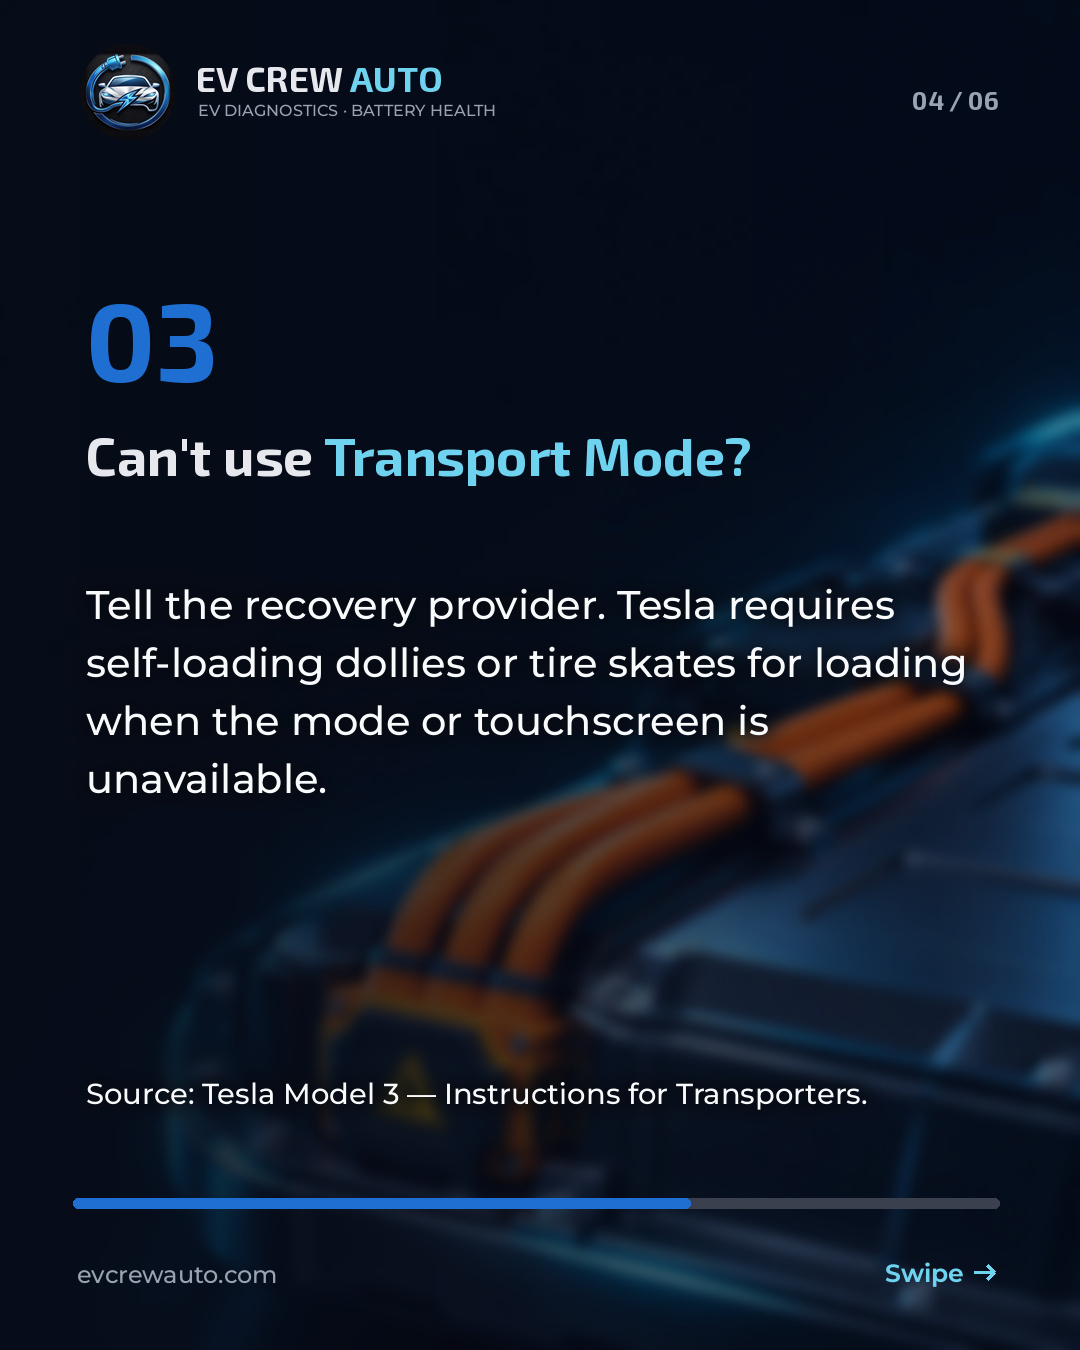 EV CREW AUTO
EV DIAGNOSTICS · BATTERY HEALTH
04 / 06
03
Can't use Transport Mode?
Tell the recovery provider. Tesla requires
self-loading dollies or tire skates for loading
when the mode or touchscreen is
unavailable.
Source: Tesla Model 3 — Instructions for Transporters.
evcrewauto.com
Swipe →